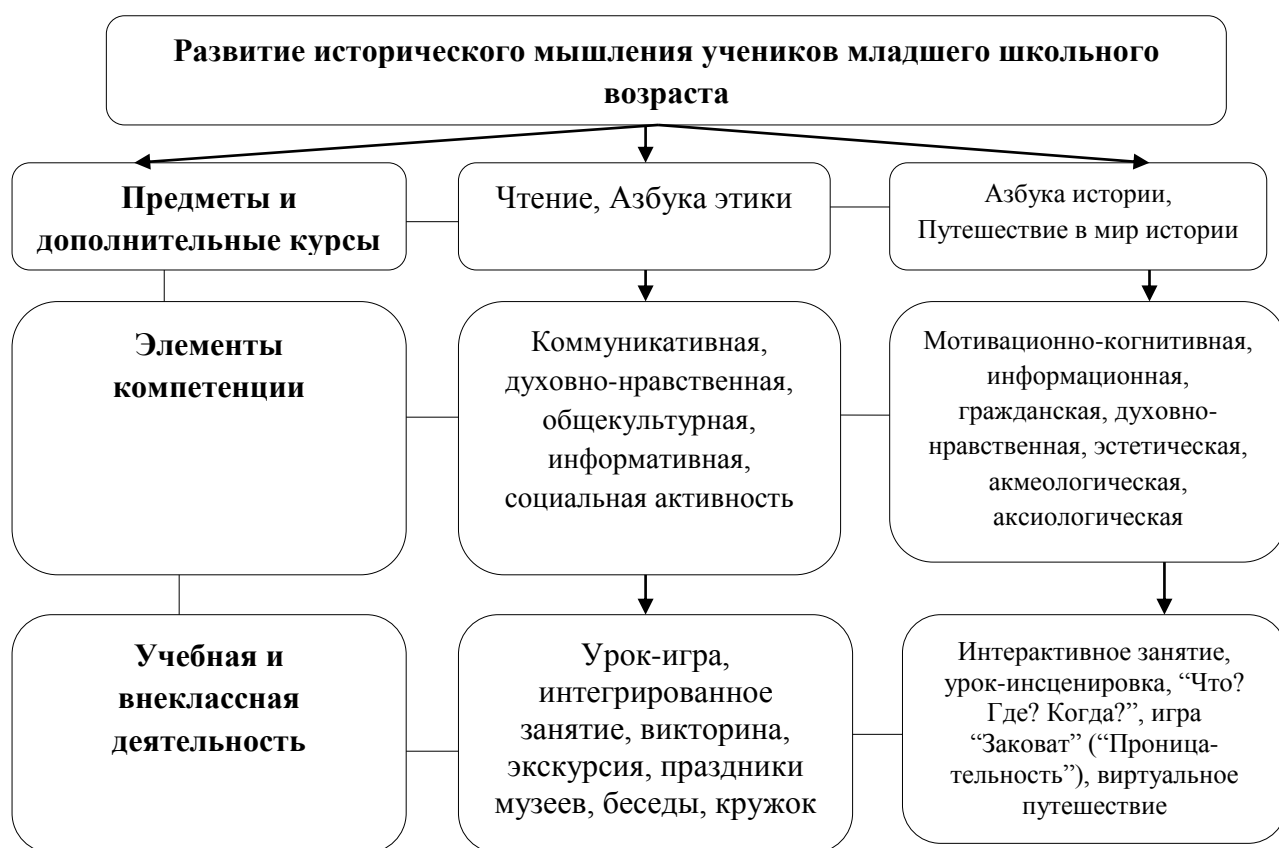 Развитие исторического мышления учеников младшего школьного
возраста
Предметы и
дополнительные курсы
Чтение, Азбука этики
Азбука истории,
Путешествие в мир истории
Элементы
компетенции
Коммуникативная,
духовно-нравственная,
общекультурная,
информативная,
социальная активность
Мотивационно-когнитивная,
информационная,
гражданская, духовно-
нравственная, эстетическая,
акмеологическая,
аксиологическая
Учебная и
внеклассная
деятельность
Урок-игра,
интегрированное
занятие, викторина,
экскурсия, праздники
музеев, беседы, кружок
Интерактивное занятие,
урок-инсценировка, “Что?
Где? Когда?”, игра
“Заковат” (“Проница-
тельность”), виртуальное
путешествие